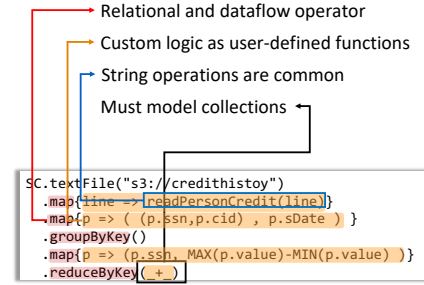 Relational and dataflow operator
Custom logic as user-defined functions
String operations are common
Must model collections
SC.textFile("s3://credithistoy")
.map{line => readPersonCredit(line)}
.map{p => ( (p.ssn,p.cid) , p.sDate ) }
.groupByKey()
.map{p => (p.ssn, MAX(p.value)-MIN(p.value) )}
.reduceByKey(_+_)